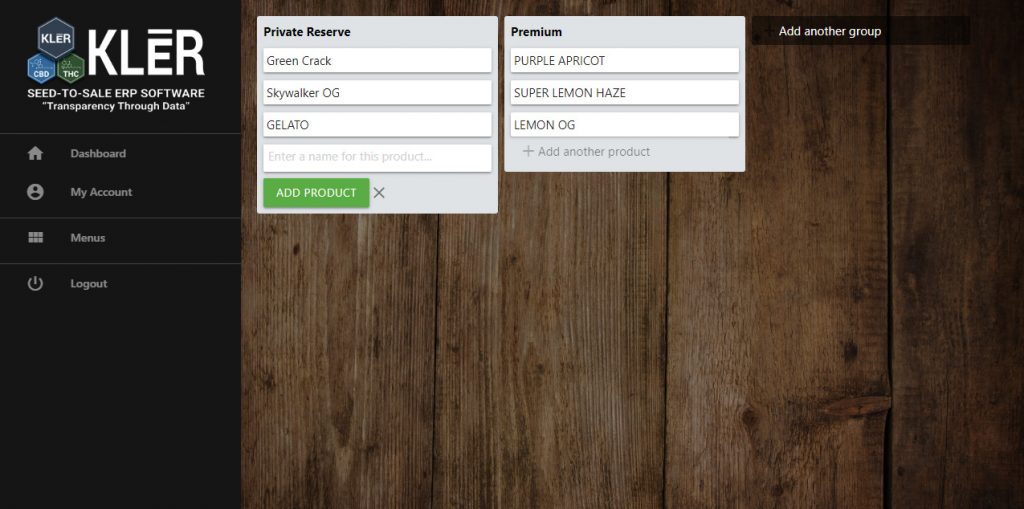 KLER
CBD
THC
KLĒR
SEED-TO-SALE ERP SOFTWARE
"Transparency Through Data"
Dashboard
My Account
Menus
Logout
Private Reserve
Green Crack
Skywalker OG
GELATO
Enter a name for this product...
ADD PRODUCT
Premium
PURPLE APRICOT
SUPER LEMON HAZE
LEMON OG
Add another product
Add another group